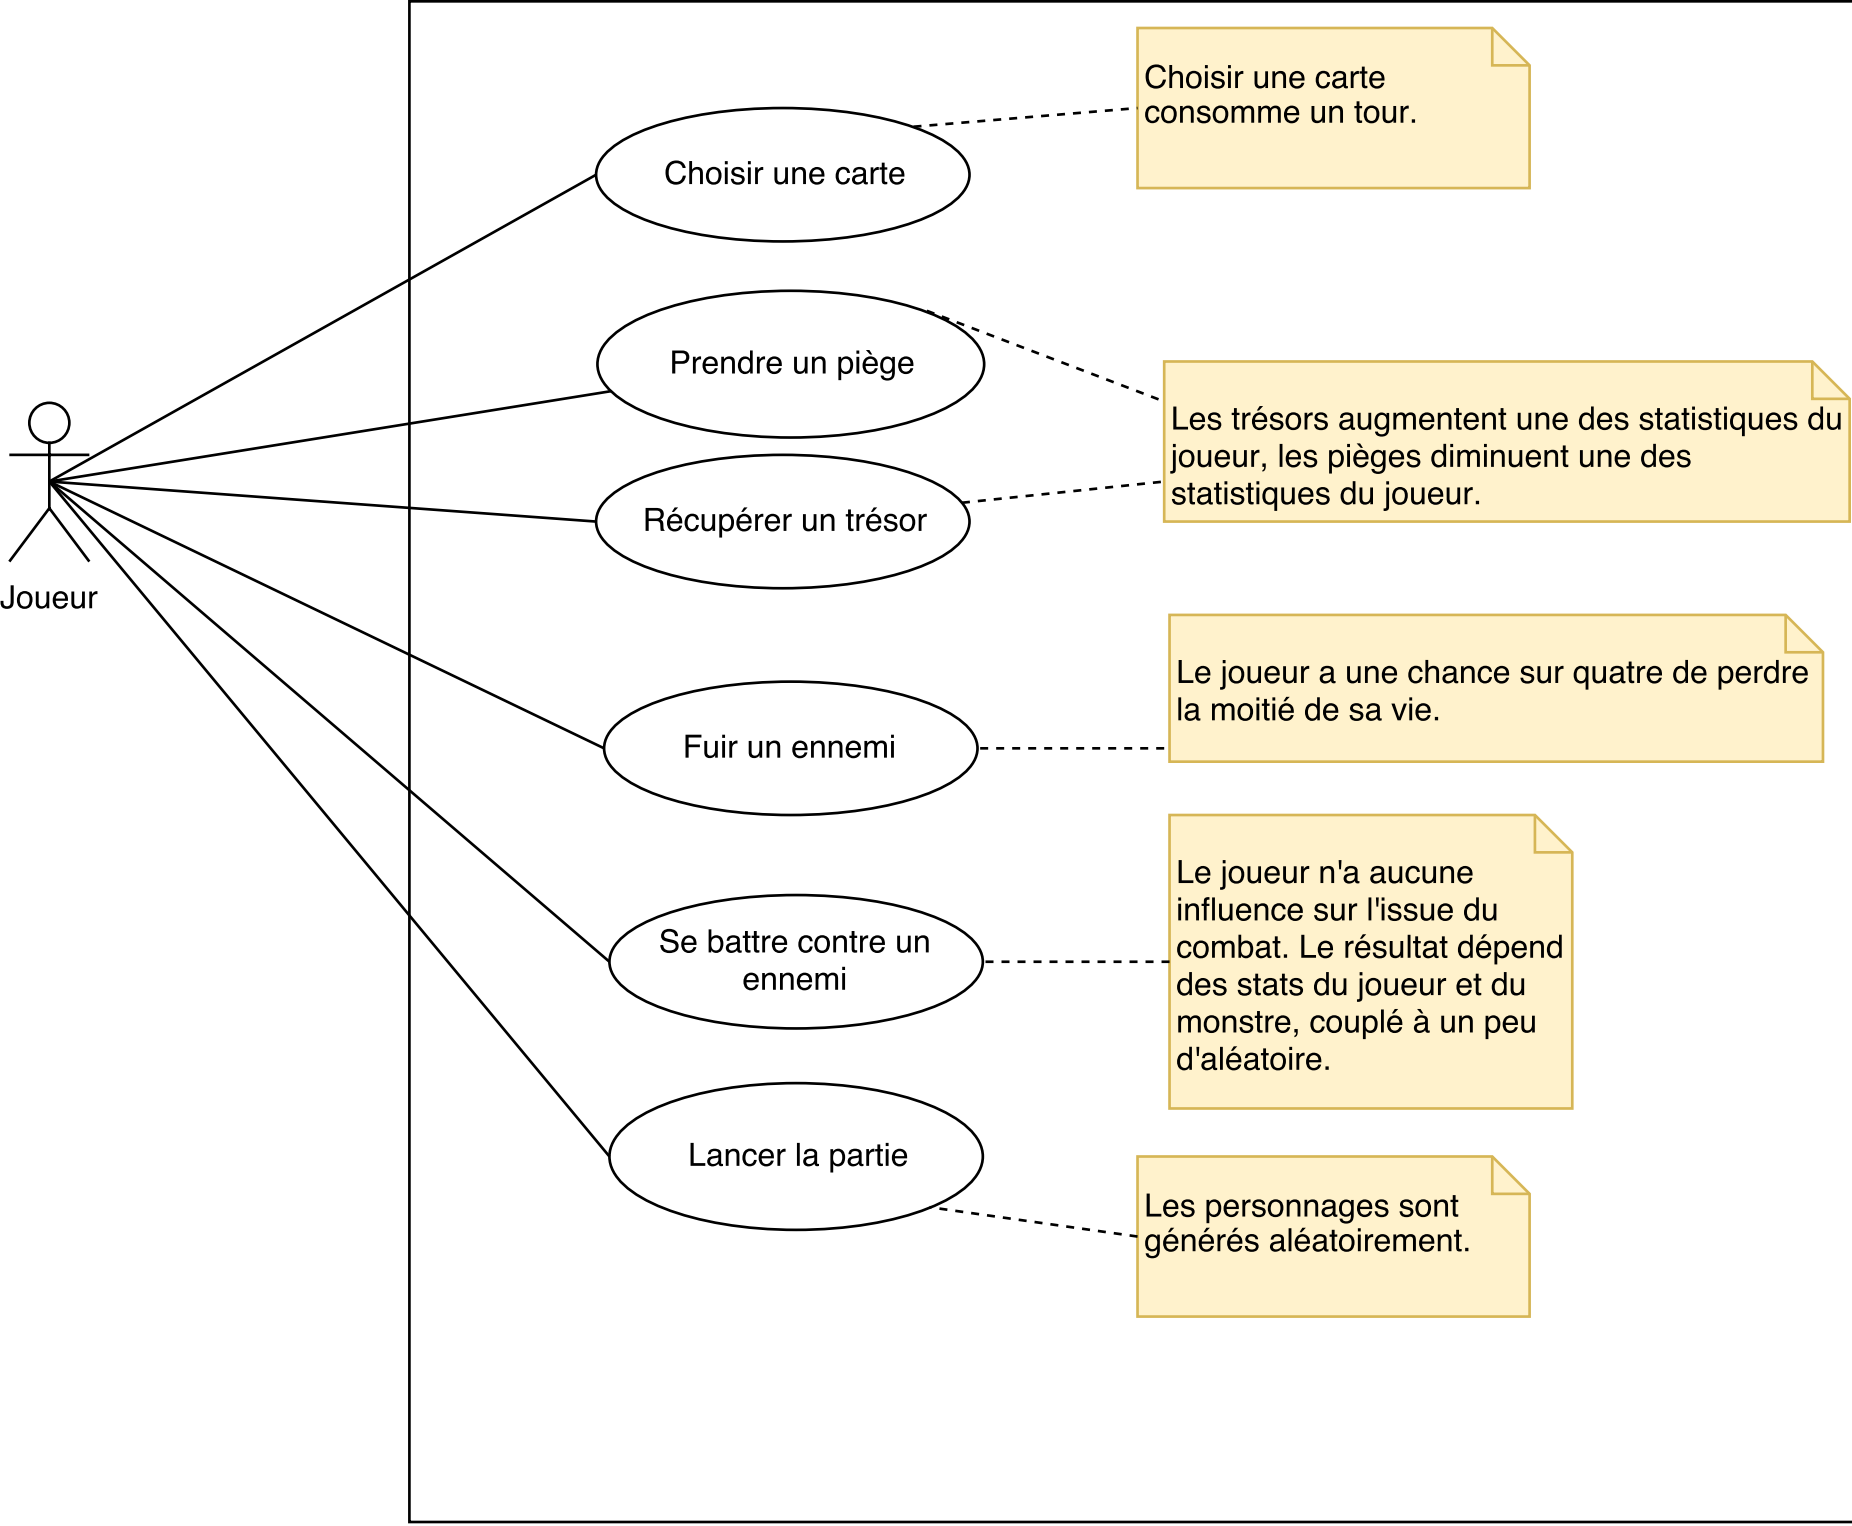 Choisir une carte
consomme un tour.
Choisir une carte
Prendre un piège
Les trésors augmentent une des statistiques du
joueur, les pièges diminuent une des
statistiques du joueur.
Récupérer un trésor
Joueur
Le joueur a une chance sur quatre de perdre
la moitié de sa vie.
Fuir un ennemi
Le joueur n'a aucune
influence sur l'issue du
combat. Le résultat dépend
des stats du joueur et du
monstre, couplé à un peu
d'aléatoire.
Se battre contre un
ennemi
Lancer la partie
Les personnages sont
générés aléatoirement.